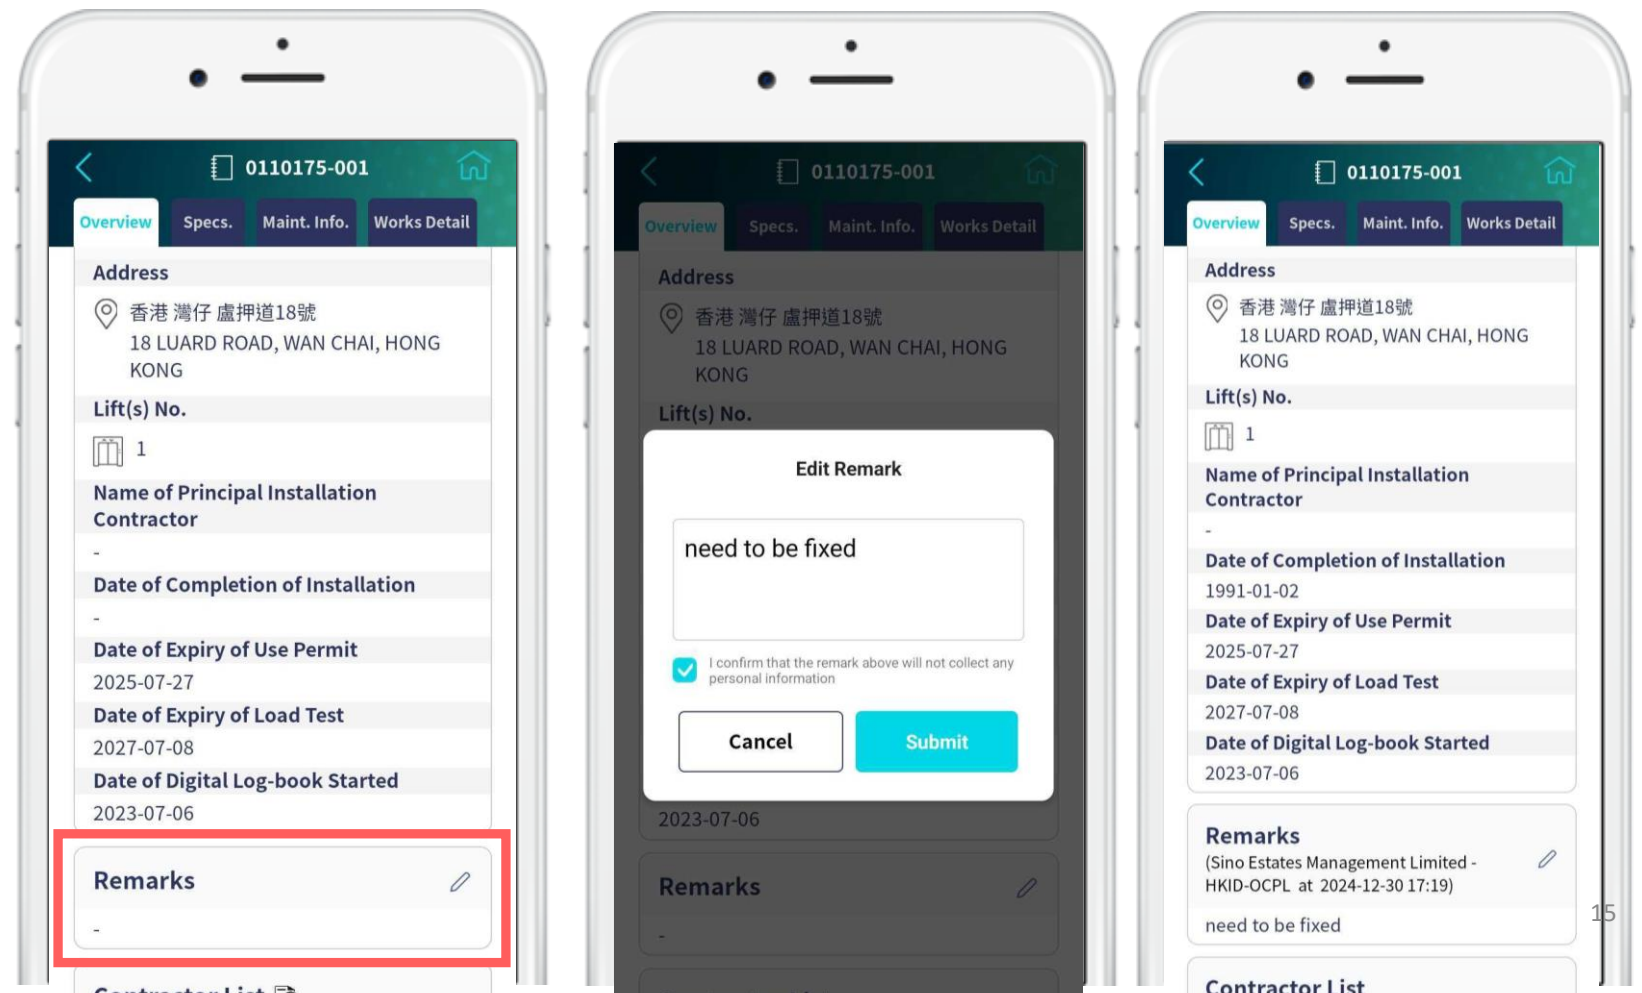 0110175-001
Overview
Specs.
Maint. Info.
Works Detail
Address
香港 灣仔 盧押道18號
18 LUARD ROAD, WAN CHAI, HONG
KONG
Lift(s) No.
1
Name of Principal Installation
Contractor
-
Date of Completion of Installation
-
Date of Expiry of Use Permit
2025-07-27
Date of Expiry of Load Test
2027-07-08
Date of Digital Log-book Started
2023-07-06
Remarks
-
Contractor List
0110175-001
Overview
Specs.
Maint. Info.
Works Detail
Address
香港 灣仔 盧押道18號
18 LUARD ROAD, WAN CHAI, HONG
KONG
Lift(s) No.
Edit Remark
need to be fixed
I confirm that the remark above will not collect any
personal information
Cancel
Submit
2023-07-06
Remarks
-
0110175-001
Overview
Specs.
Maint. Info.
Works Detail
Address
香港 灣仔 盧押道18號
18 LUARD ROAD, WAN CHAI, HONG
KONG
Lift(s) No.
1
Name of Principal Installation
Contractor
-
Date of Completion of Installation
1991-01-02
Date of Expiry of Use Permit
2025-07-27
Date of Expiry of Load Test
2027-07-08
Date of Digital Log-book Started
2023-07-06
Remarks
(Sino Estates Management Limited -
HKID-OCPL at 2024-12-30 17:19)
need to be fixed
Contractor List
15